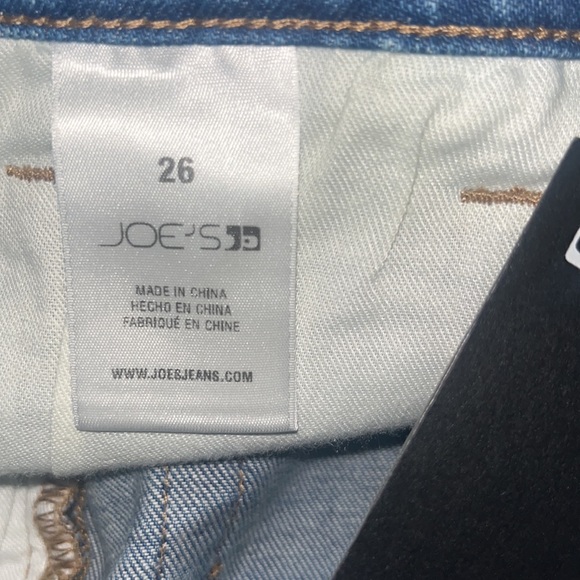 26
JOE'S
MADE IN CHINA
HECHO EN CHINA
FABRIQUÉ EN CHINE
WWW.JOESJEANS.COM